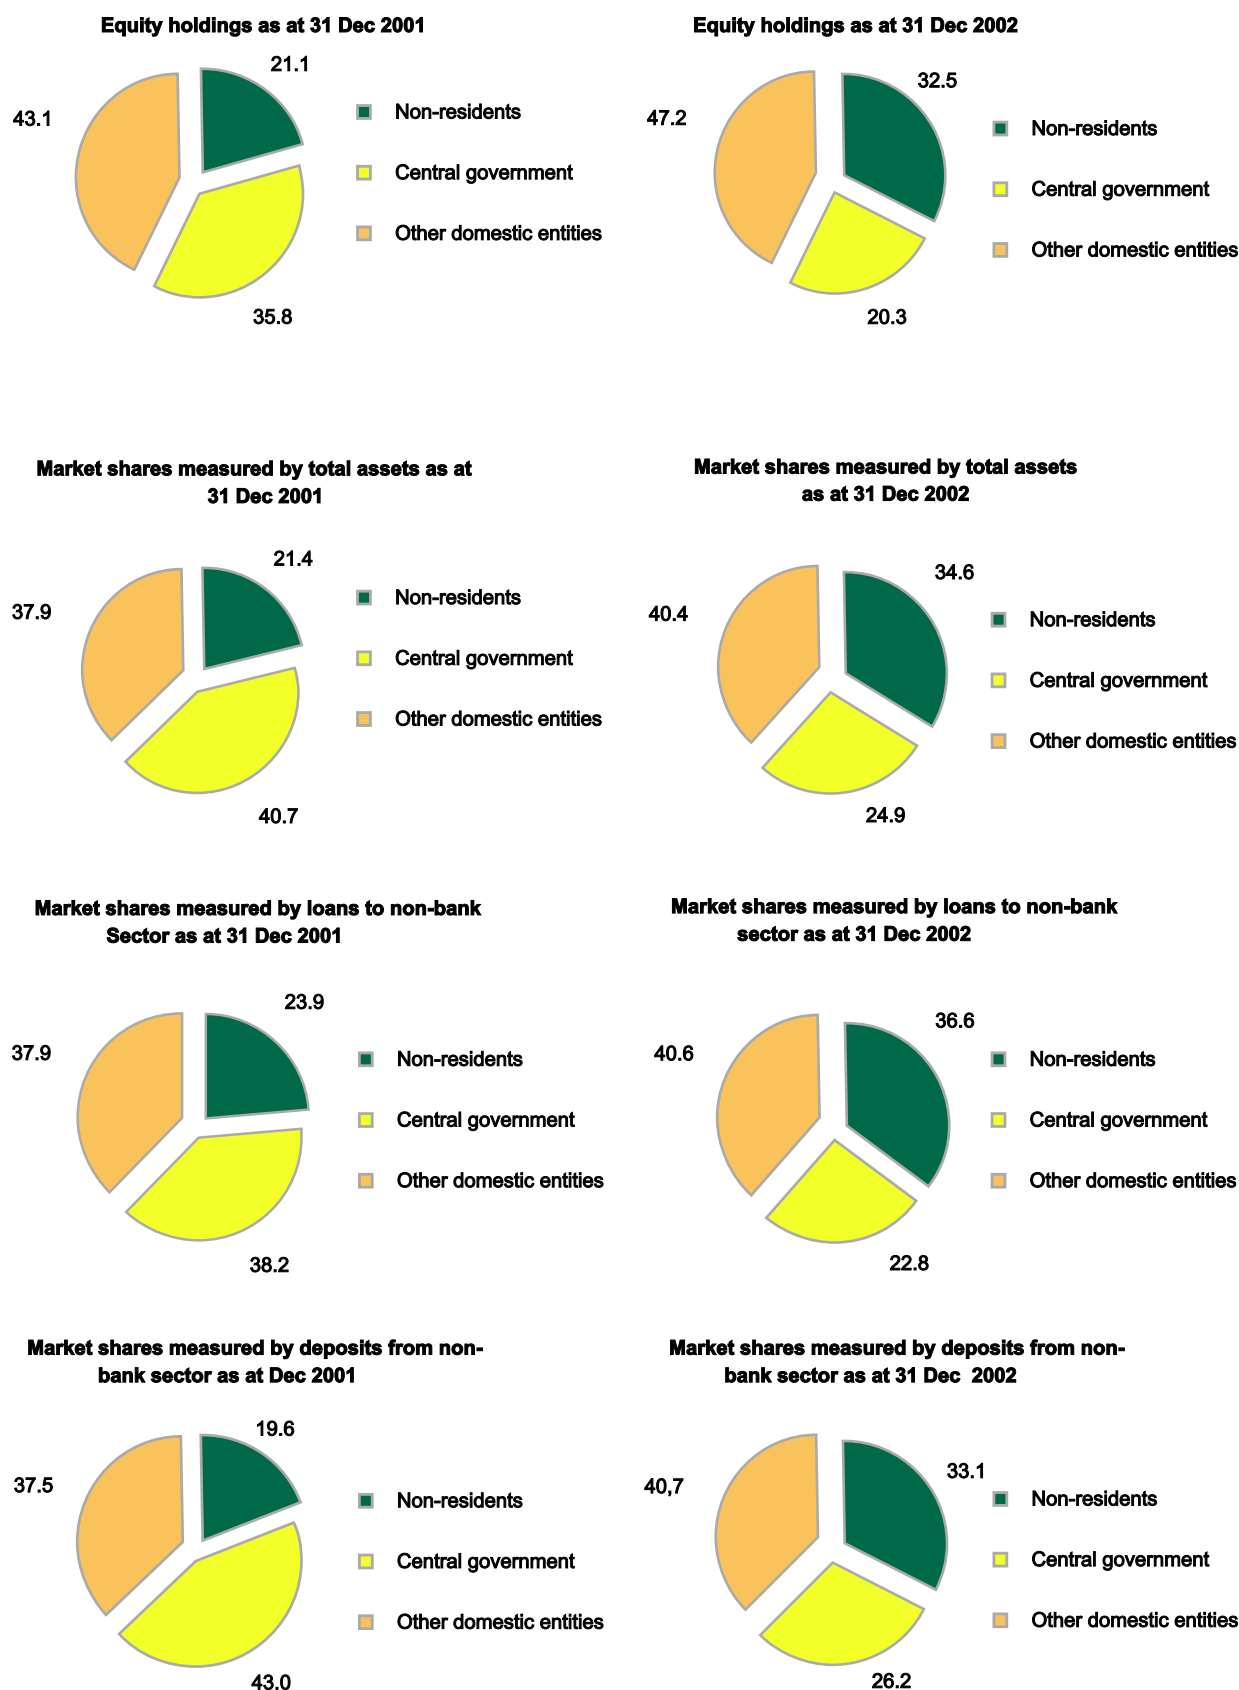 Equity holdings as at 31 Dec 2001
21.1
43.1
35.8
Non-residents
Central government
Other domestic entities
Equity holdings as at 31 Dec 2002
32.5
47.2
20.3
Non-residents
Central government
Other domestic entities
Market shares measured by total assets as at
31 Dec 2001
21.4
37.9
40.7
Non-residents
Central government
Other domestic entities
Market shares measured by total assets
as at 31 Dec 2002
34.6
40.4
24.9
Non-residents
Central government
Other domestic entities
Market shares measured by loans to non-bank
Sector as at 31 Dec 2001
23.9
37.9
38.2
Non-residents
Central government
Other domestic entities
Market shares measured by loans to non-bank
sector as at 31 Dec 2002
36.6
40.6
22.8
Non-residents
Central government
Other domestic entities
Market shares measured by deposits from non-
bank sector as at Dec 2001
19.6
37.5
43.0
Non-residents
Central government
Other domestic entities
Market shares measured by deposits from non-
bank sector as at 31 Dec  2002
33.1
40,7
26.2
Non-residents
Central government
Other domestic entities